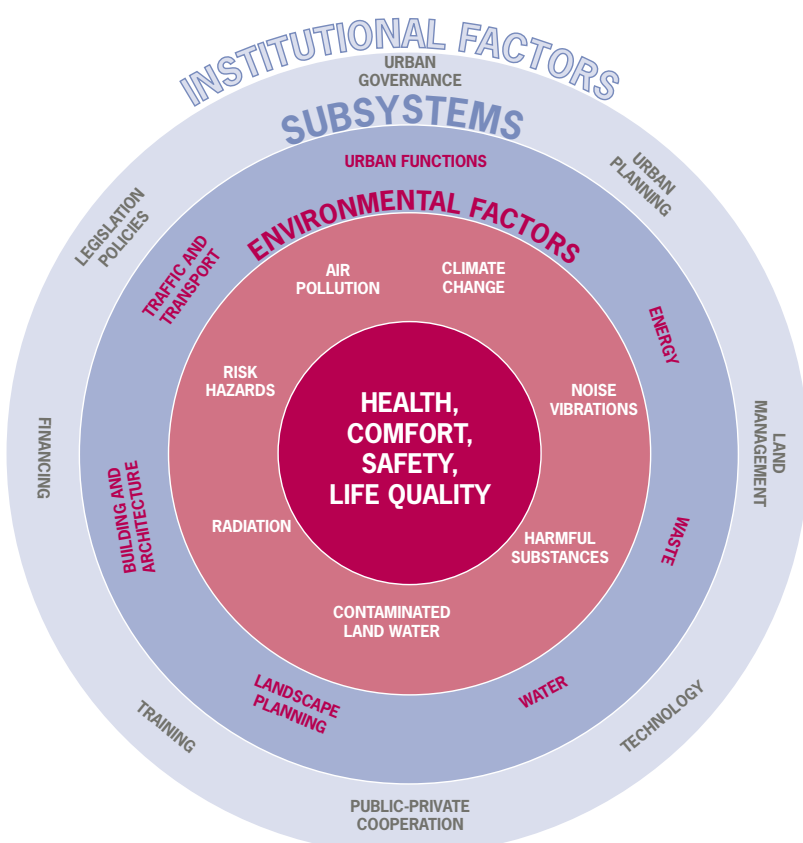 INSTITUTIONAL FACTORS
URBAN
GOVERNANCE
SUBSYSTEMS
URBAN FUNCTIONS
URBAN
PLANNING
LEGISLATION
POLICIES
ENVIRONMENTAL FACTORS
TRAFFIC AND
TRANSPORT
AIR
POLLUTION
CLIMATE
CHANGE
ENERGY
RISK
HAZARDS
NOISE
VIBRATIONS
HEALTH,
COMFORT,
SAFETY,
LIFE QUALITY
FINANCING
LAND
MANAGEMENT
BUILDING AND
ARCHITECTURE
RADIATION
HARMFUL
SUBSTANCES
WASTE
CONTAMINATED
LAND WATER
LANDSCAPE
PLANNING
WATER
TRAINING
TECHNOLOGY
PUBLIC-PRIVATE
COOPERATION